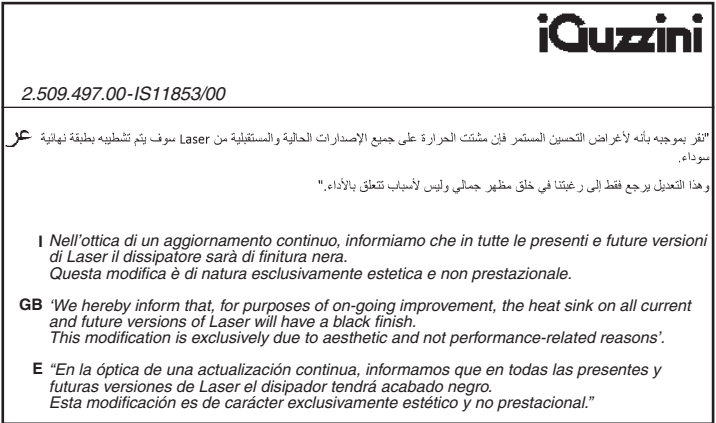 iGuzzini
2.509.497.00-IS11853/00
عر "نقر بموجبه بأنه لأغراض التحسين المستمر فإن مشتت الحرارة على جميع الإصدارات الحالية والمستقبلية من Laser سوف يتم تشطيبه بطبقة نهائية
سوداء.
وهذا التعديل يرجع فقط إلى رغبتنا في خلق مظهر جمالي وليس لأسباب تتعلق بالأداء."
I Nell'ottica di un aggiornamento continuo, informiamo che in tutte le presenti e future versioni
di Laser il dissipatore sarà di finitura nera.
Questa modifica è di natura esclusivamente estetica e non prestazionale.
GB ‘We hereby inform that, for purposes of on-going improvement, the heat sink on all current
and future versions of Laser will have a black finish.
This modification is exclusively due to aesthetic and not performance-related reasons’.
E “En la óptica de una actualización continua, informamos que en todas las presentes y
futuras versiones de Laser el disipador tendrá acabado negro.
Esta modificación es de carácter exclusivamente estético y no prestacional.”